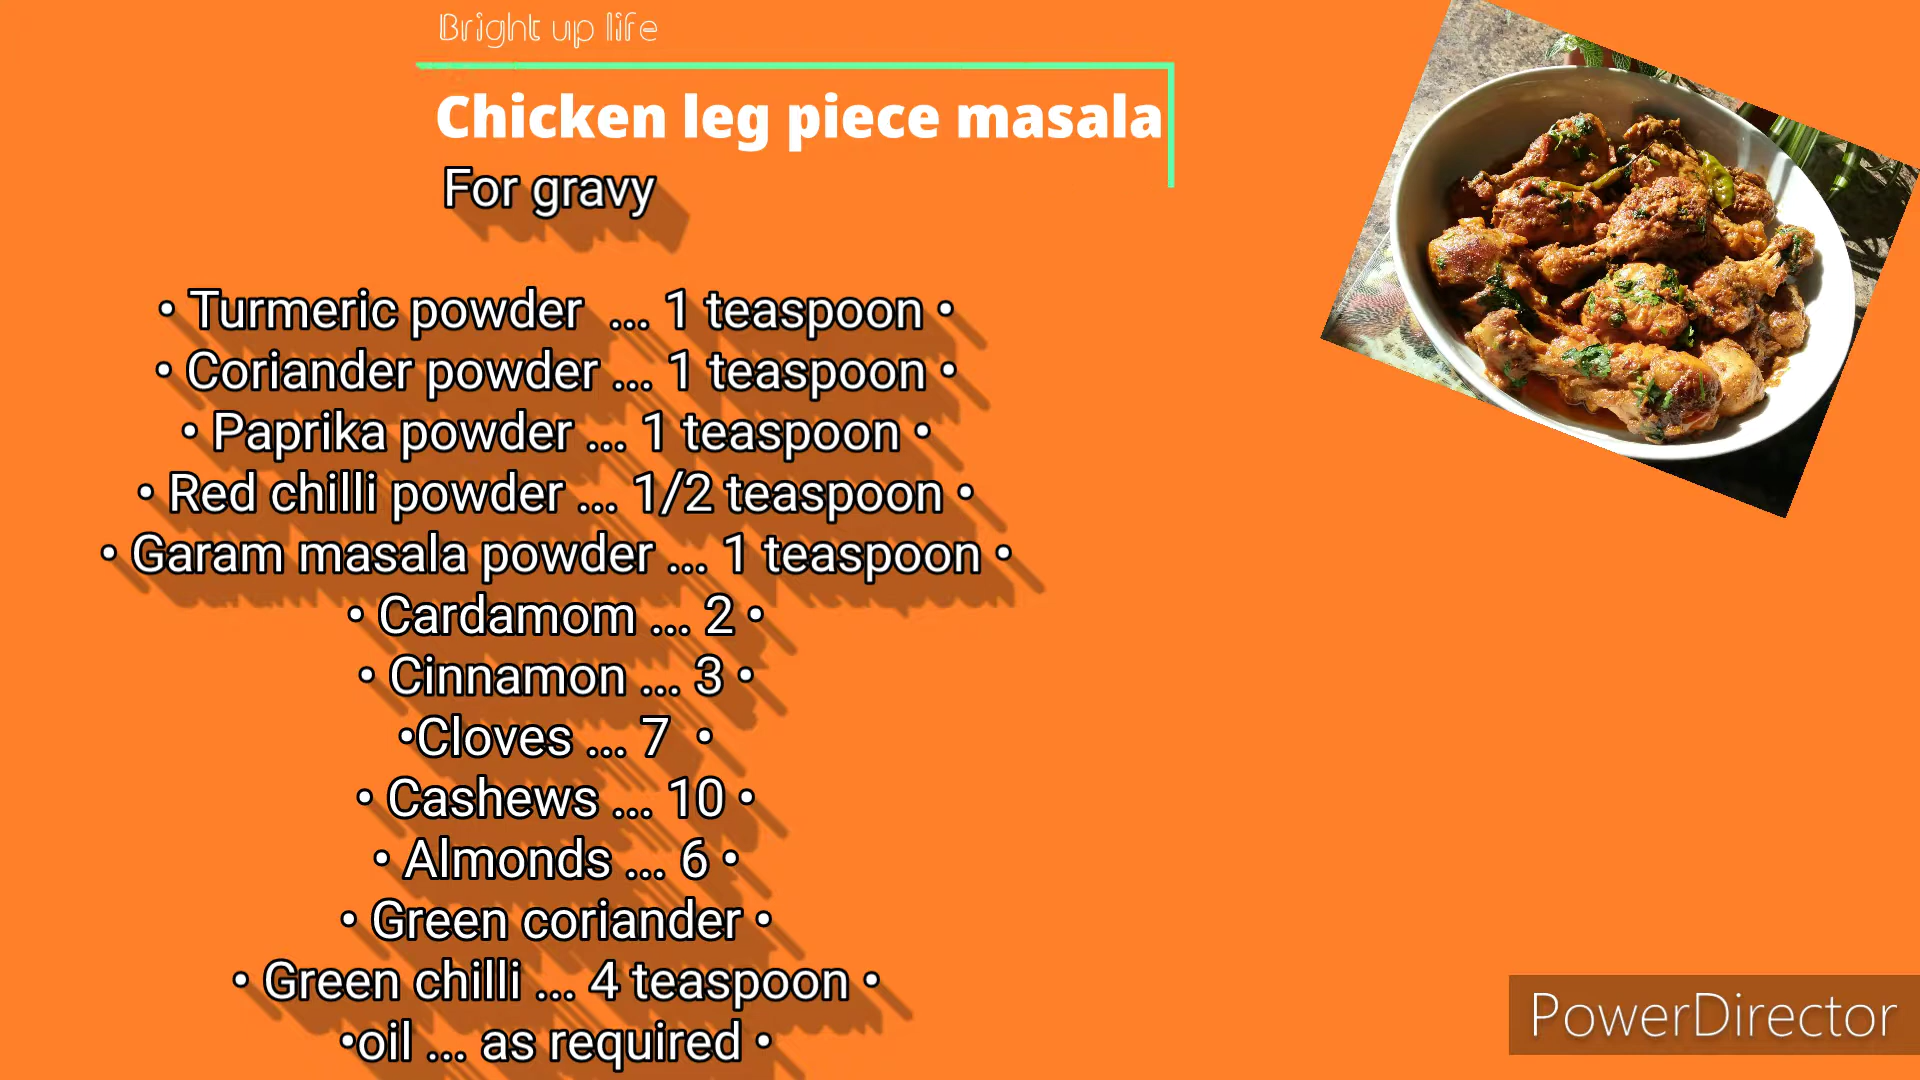 Bright up life
Chicken leg piece masala
For gravy
• Turmeric powder  ... 1 teaspoon •
• Coriander powder ... 1 teaspoon •
• Paprika powder ... 1 teaspoon •
• Red chilli powder ... 1/2 teaspoon •
• Garam masala powder ... 1 teaspoon •
• Cardamom ... 2 •
• Cinnamon ... 3 •
•Cloves ... 7  •
• Cashews ... 10 •
• Almonds ... 6 •
• Green coriander •
• Green chilli ... 4 teaspoon •
•oil ... as required •
PowerDirector